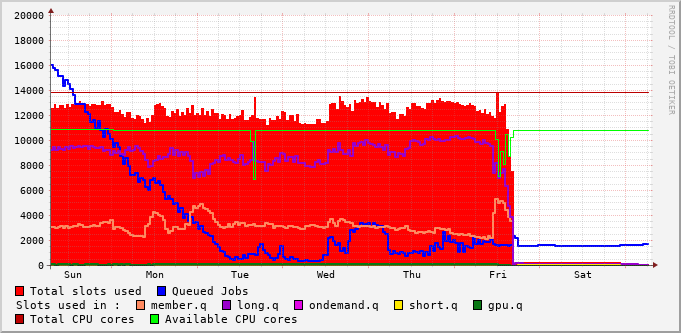 20000
18000
16000
14000
12000
10000
8000
6000
4000
2000
0
Sun Mon Tue Wed Thu Fri Sat
Total slots used Queued Jobs
Slots used in : member.q long.q ondemand.q short.q gpu.q
Total CPU cores Available CPU cores
RRDTOOL / TOBI OETIKER